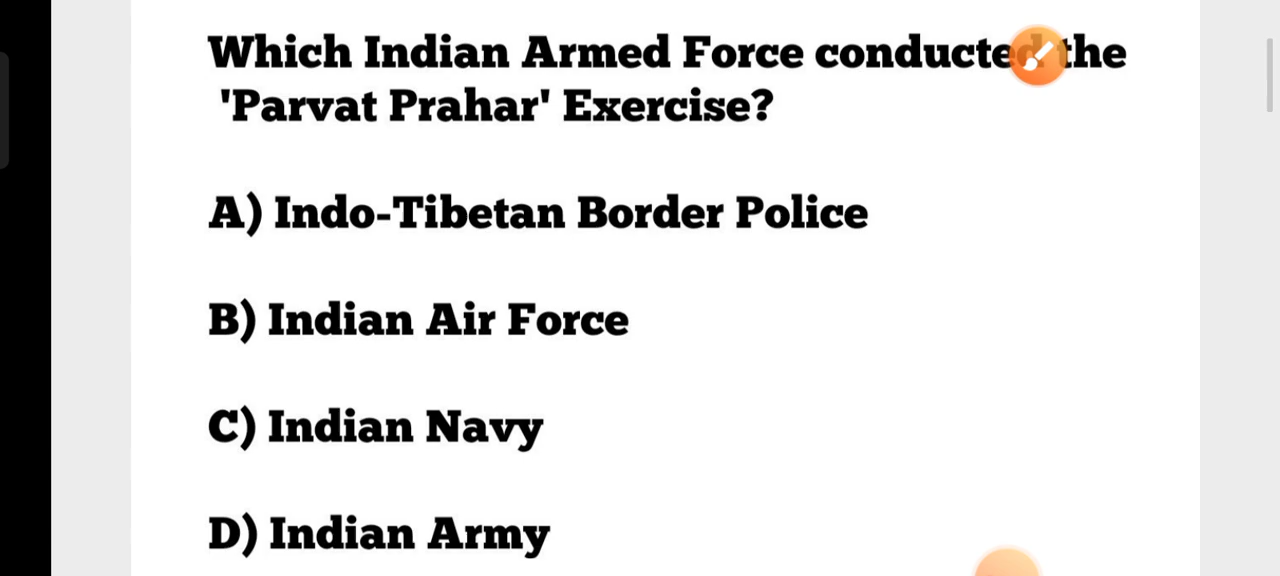 Which Indian Armed Force conducted the
'Parvat Prahar' Exercise?
A) Indo-Tibetan Border Police
B) Indian Air Force
C) Indian Navy
D) Indian Army